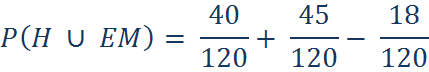 P(H ∪ EM) = 40/120 + 45/120 − 18/120